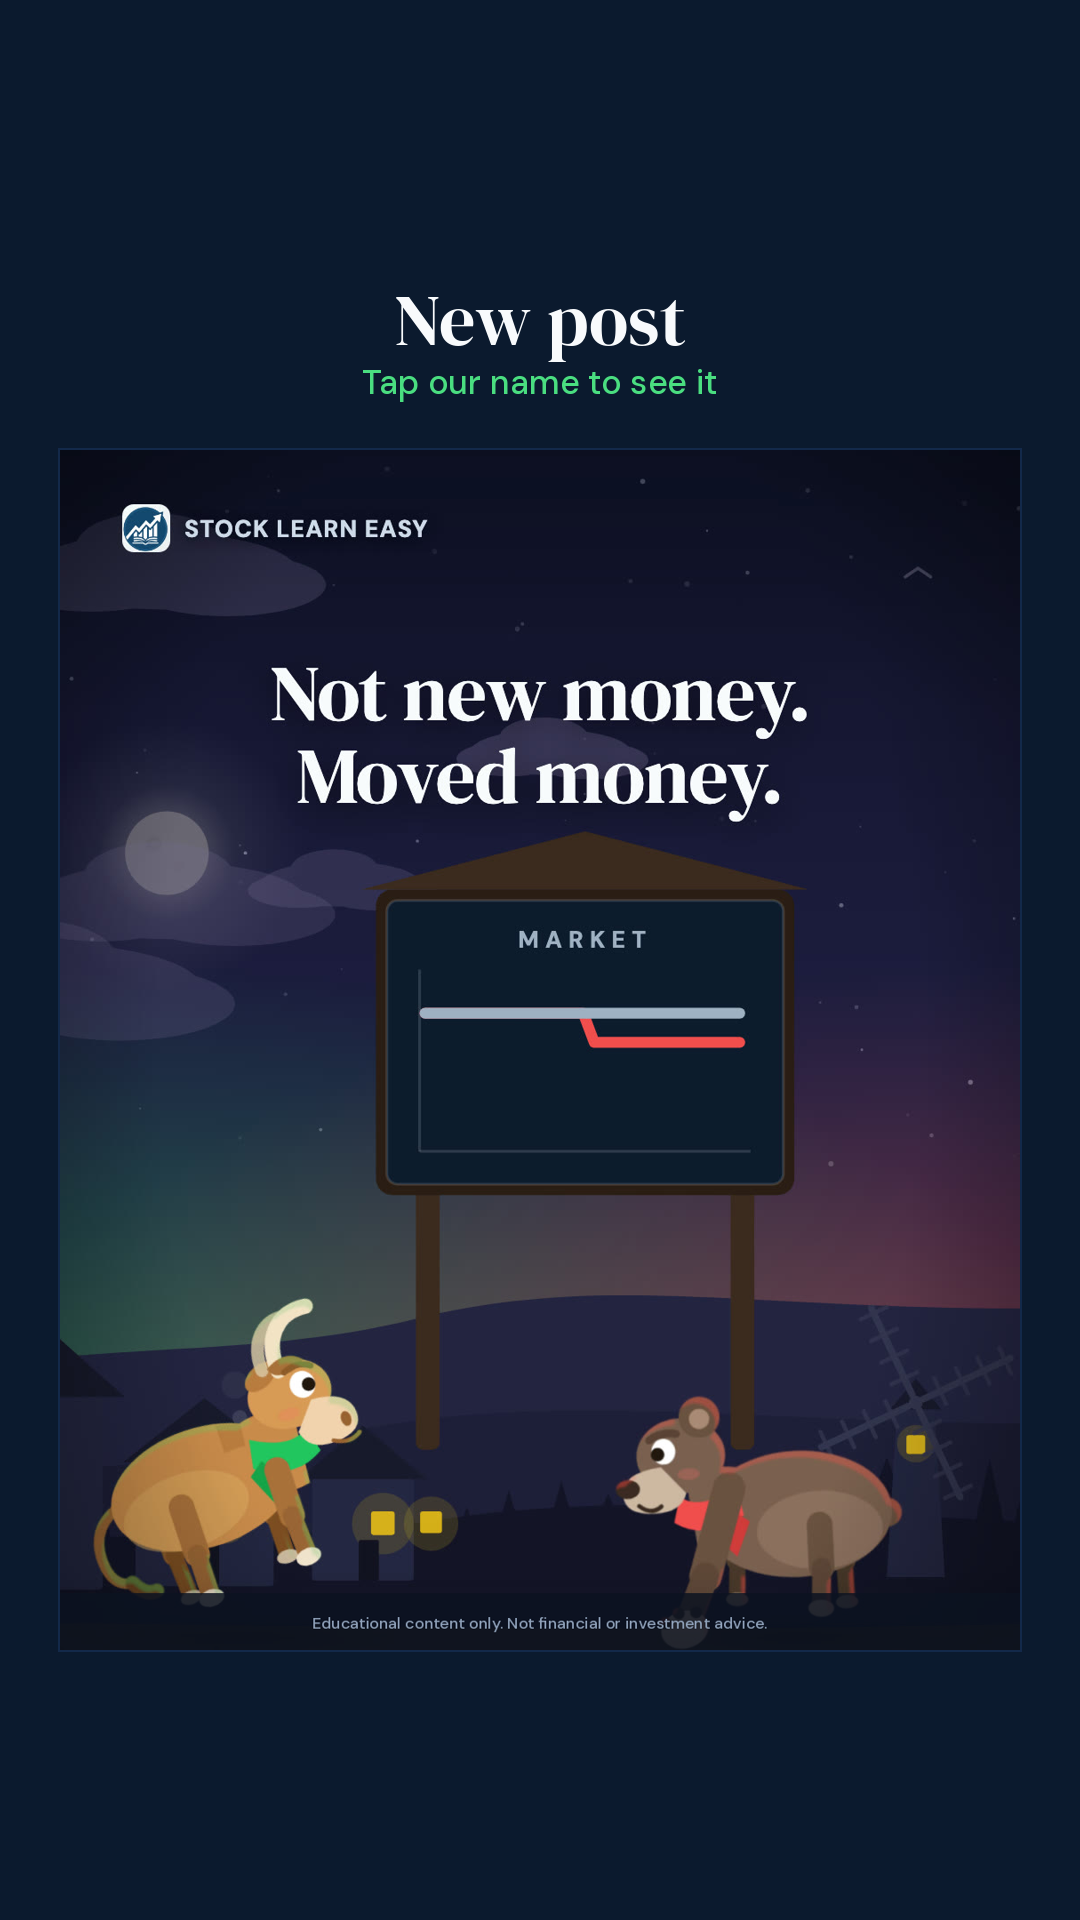 New post
Tap our name to see it
STOCK LEARN EASY
Not new money.
Moved money.
MARKET
Educational content only. Not financial or investment advice.